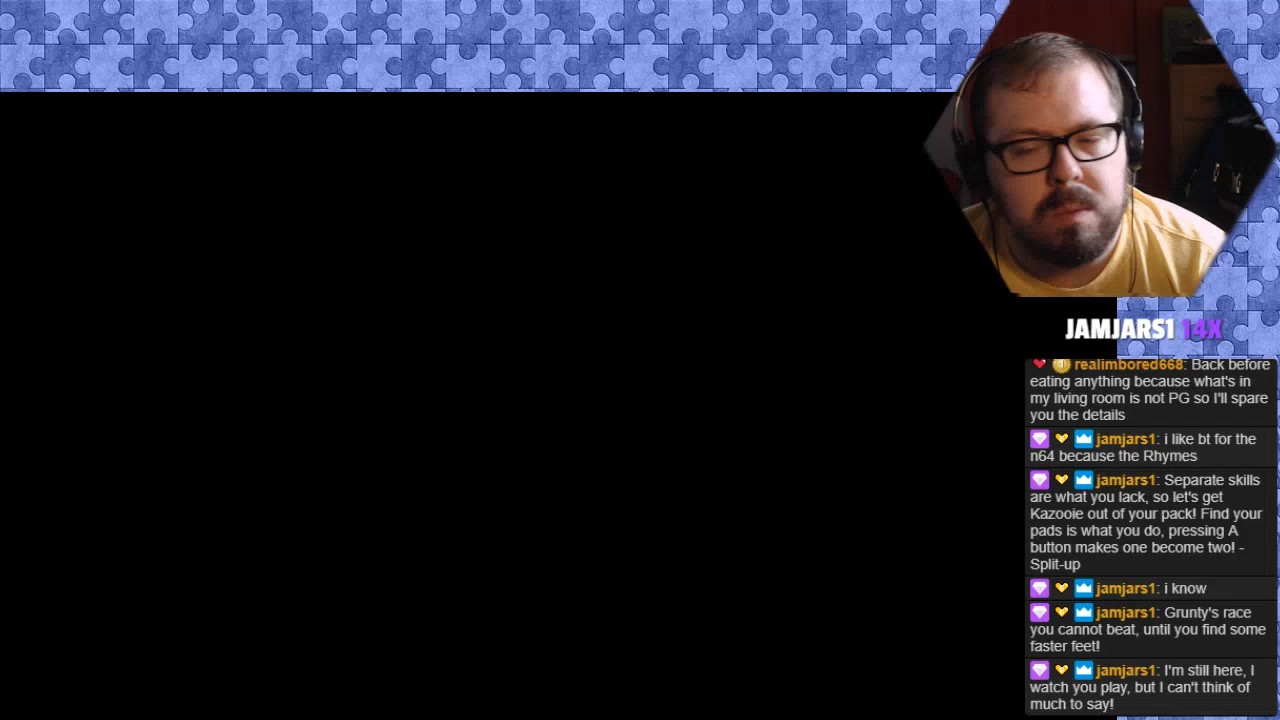 JAMJARS1 14X
realimbored668: Back before
eating anything because what's in
my living room is not PG so I'll spare
you the details
jamjars1: i like bt for the
n64 because the Rhymes
jamjars1: Separate skills
are what you lack, so let's get
Kazooie out of your pack! Find your
pads is what you do, pressing A
button makes one become two! -
Split-up
jamjars1: i know
jamjars1: Grunty's race
you cannot beat, until you find some
faster feet!
jamjars1: I'm still here, I
watch you play, but I can't think of
much to say!